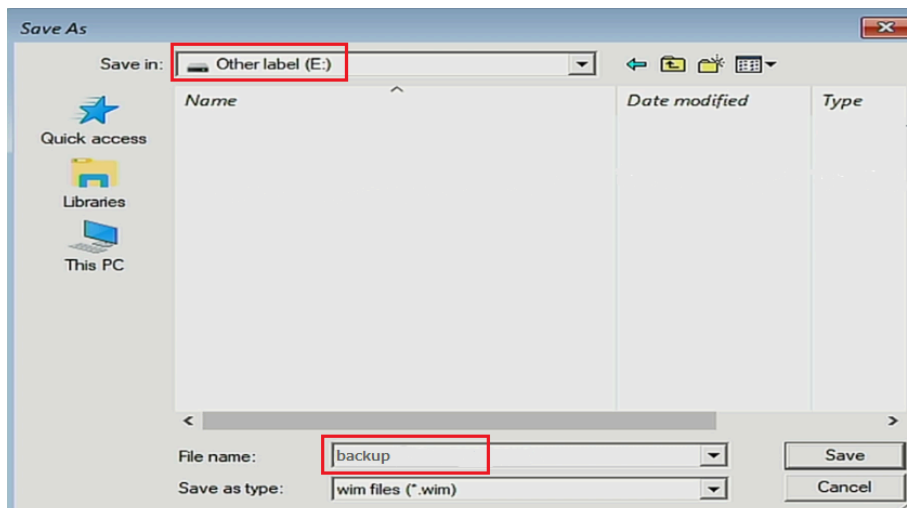 Save As
Save in: Other label (E:)
Name Date modified Type
Quick access
Libraries
This PC
File name: backup Save
Save as type: wim files (*.wim) Cancel